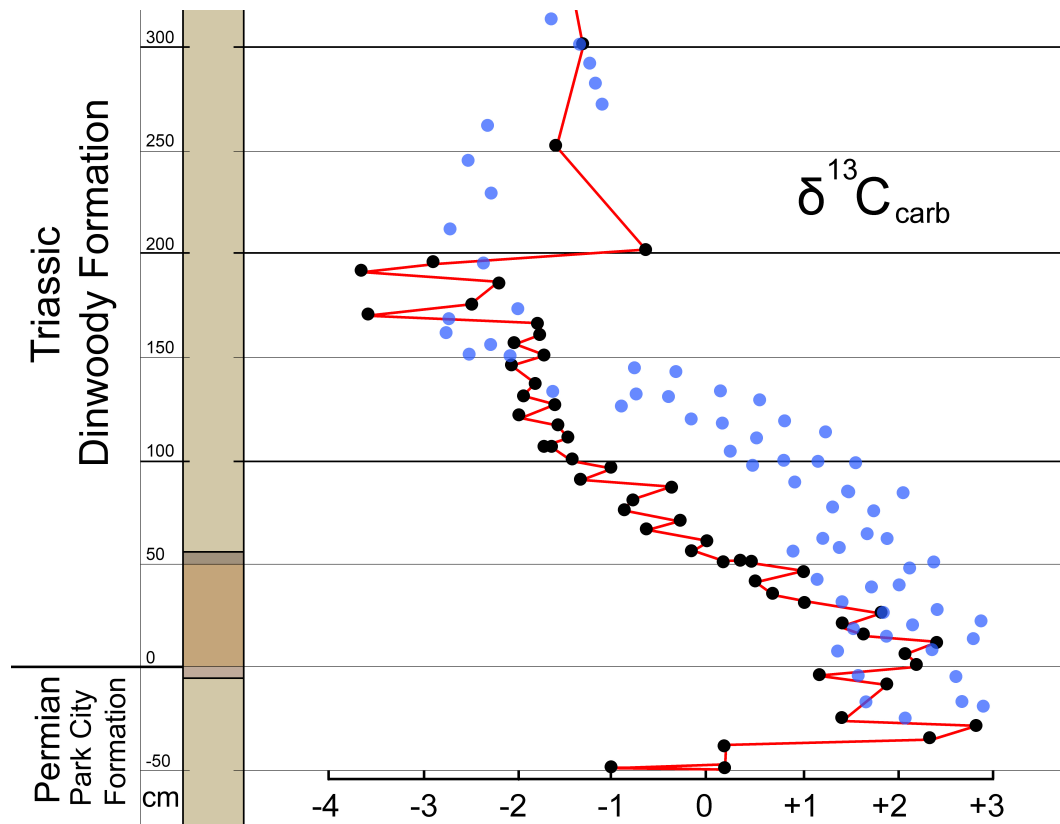 300
250
200
150
100
50
0
-50
cm
Triassic
Dinwoody Formation
Permian
Park City
Formation
δ13Ccarb
-4 -3 -2 -1 0 +1 +2 +3